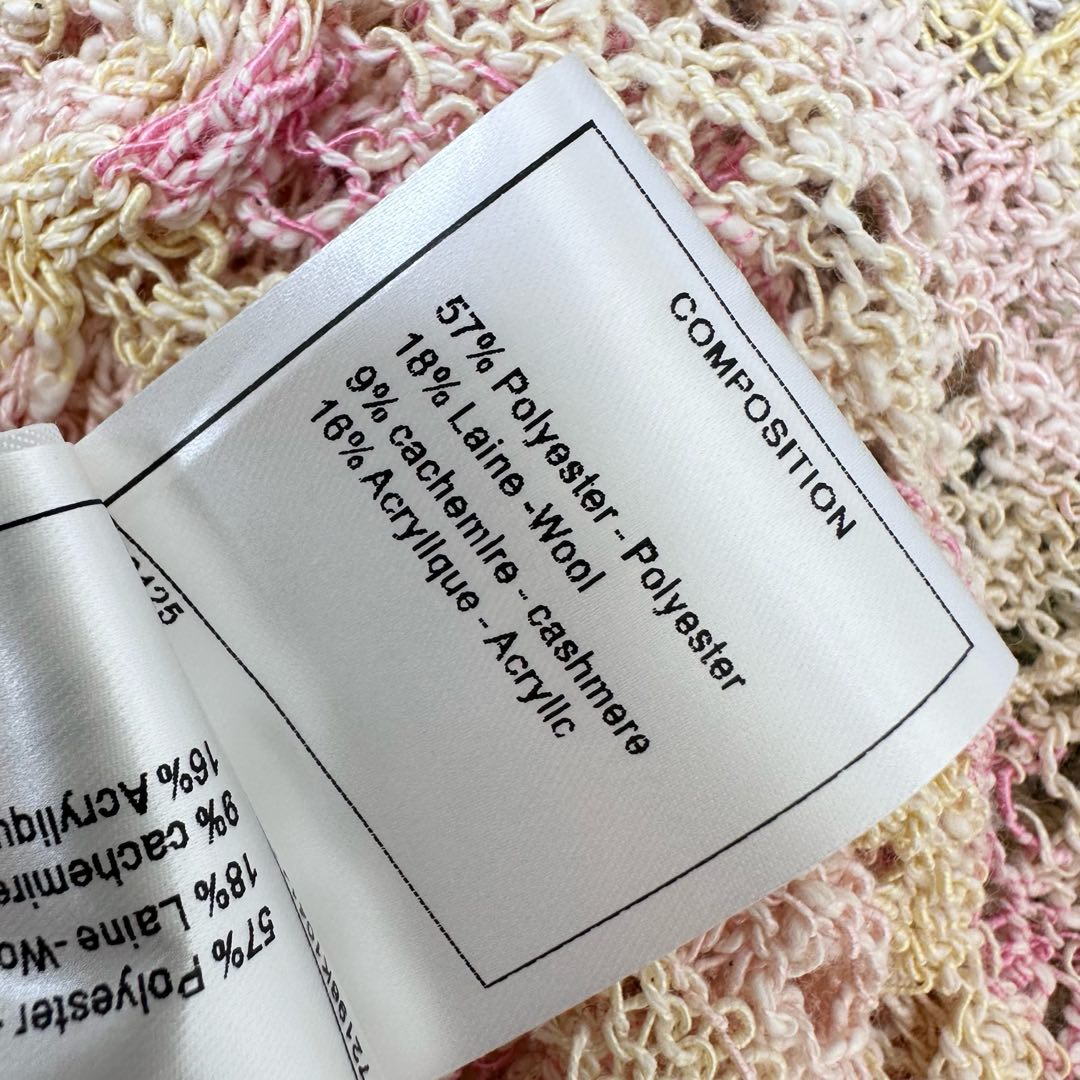 COMPOSITION
57% Polyester - Polyester
18% Laine -Wool
9% cachemire - cashmere
16% Acrylique - Acrylic
57% Polyester -
18% Laine -Wo
9% cachemire
16% Acrylique